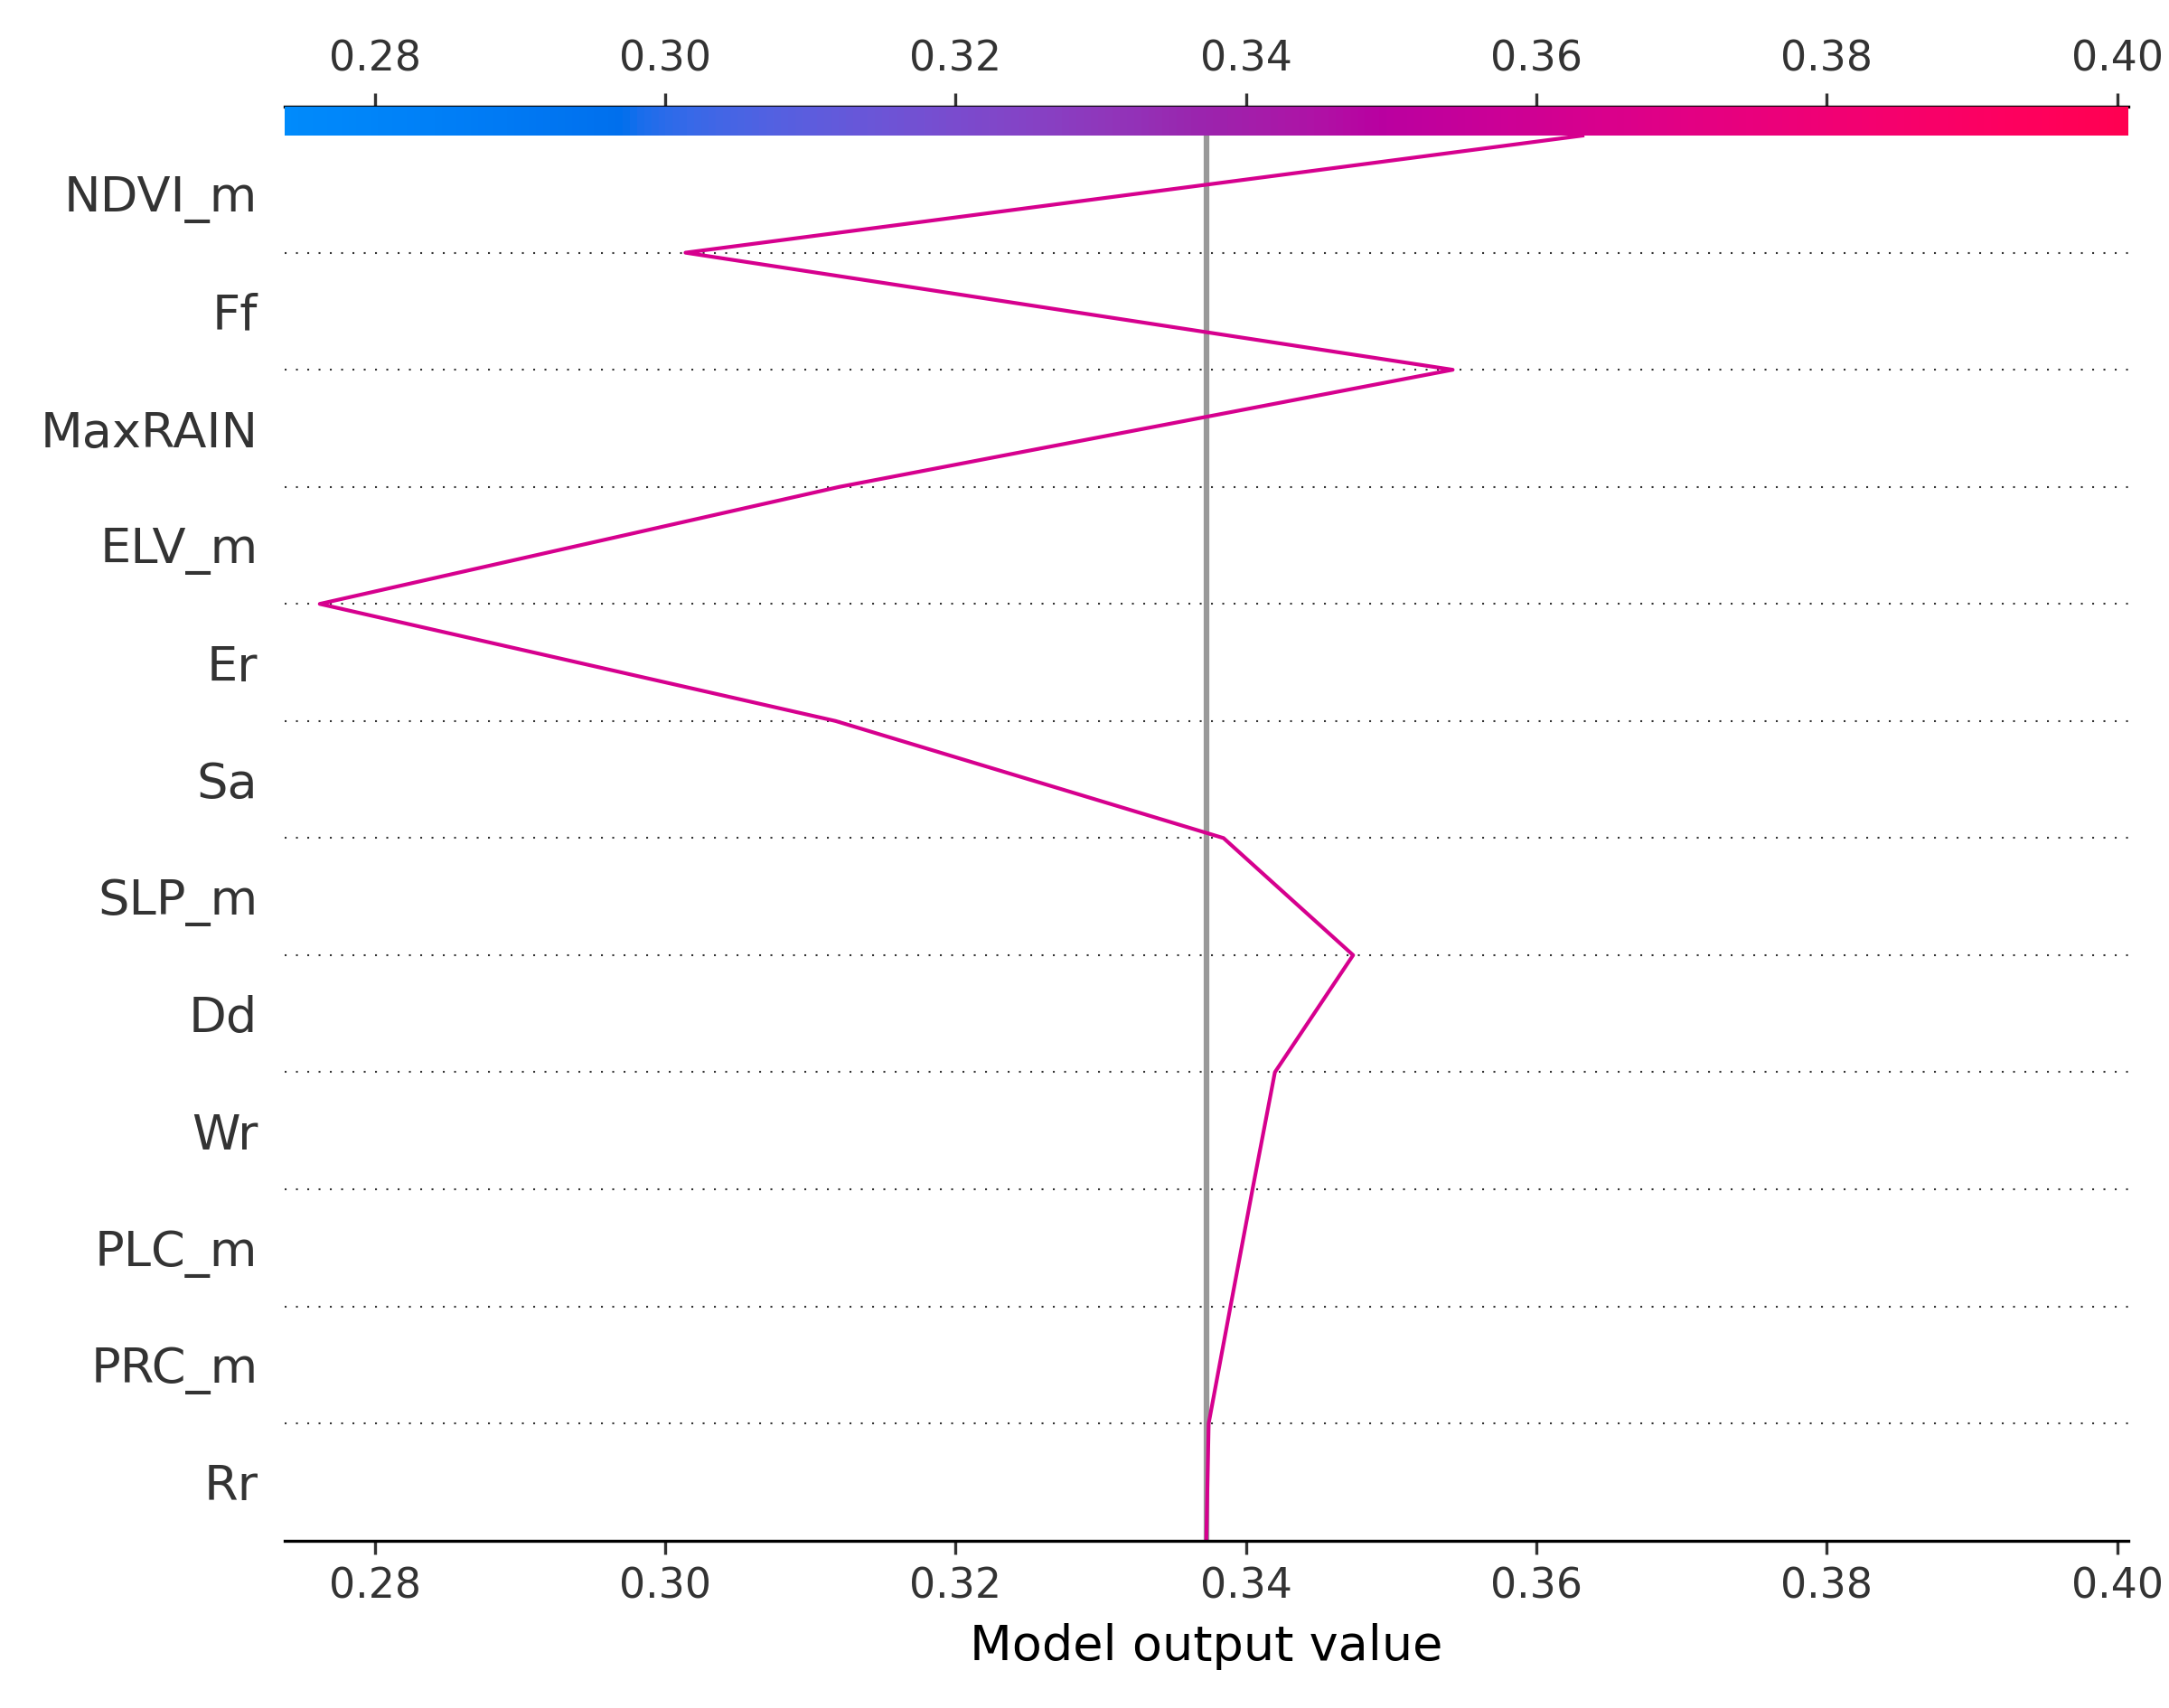 0.28 0.30 0.32 0.34 0.36 0.38 0.40
NDVI_m
Ff
MaxRAIN
ELV_m
Er
Sa
SLP_m
Dd
Wr
PLC_m
PRC_m
Rr
0.28 0.30 0.32 0.34 0.36 0.38 0.40
Model output value